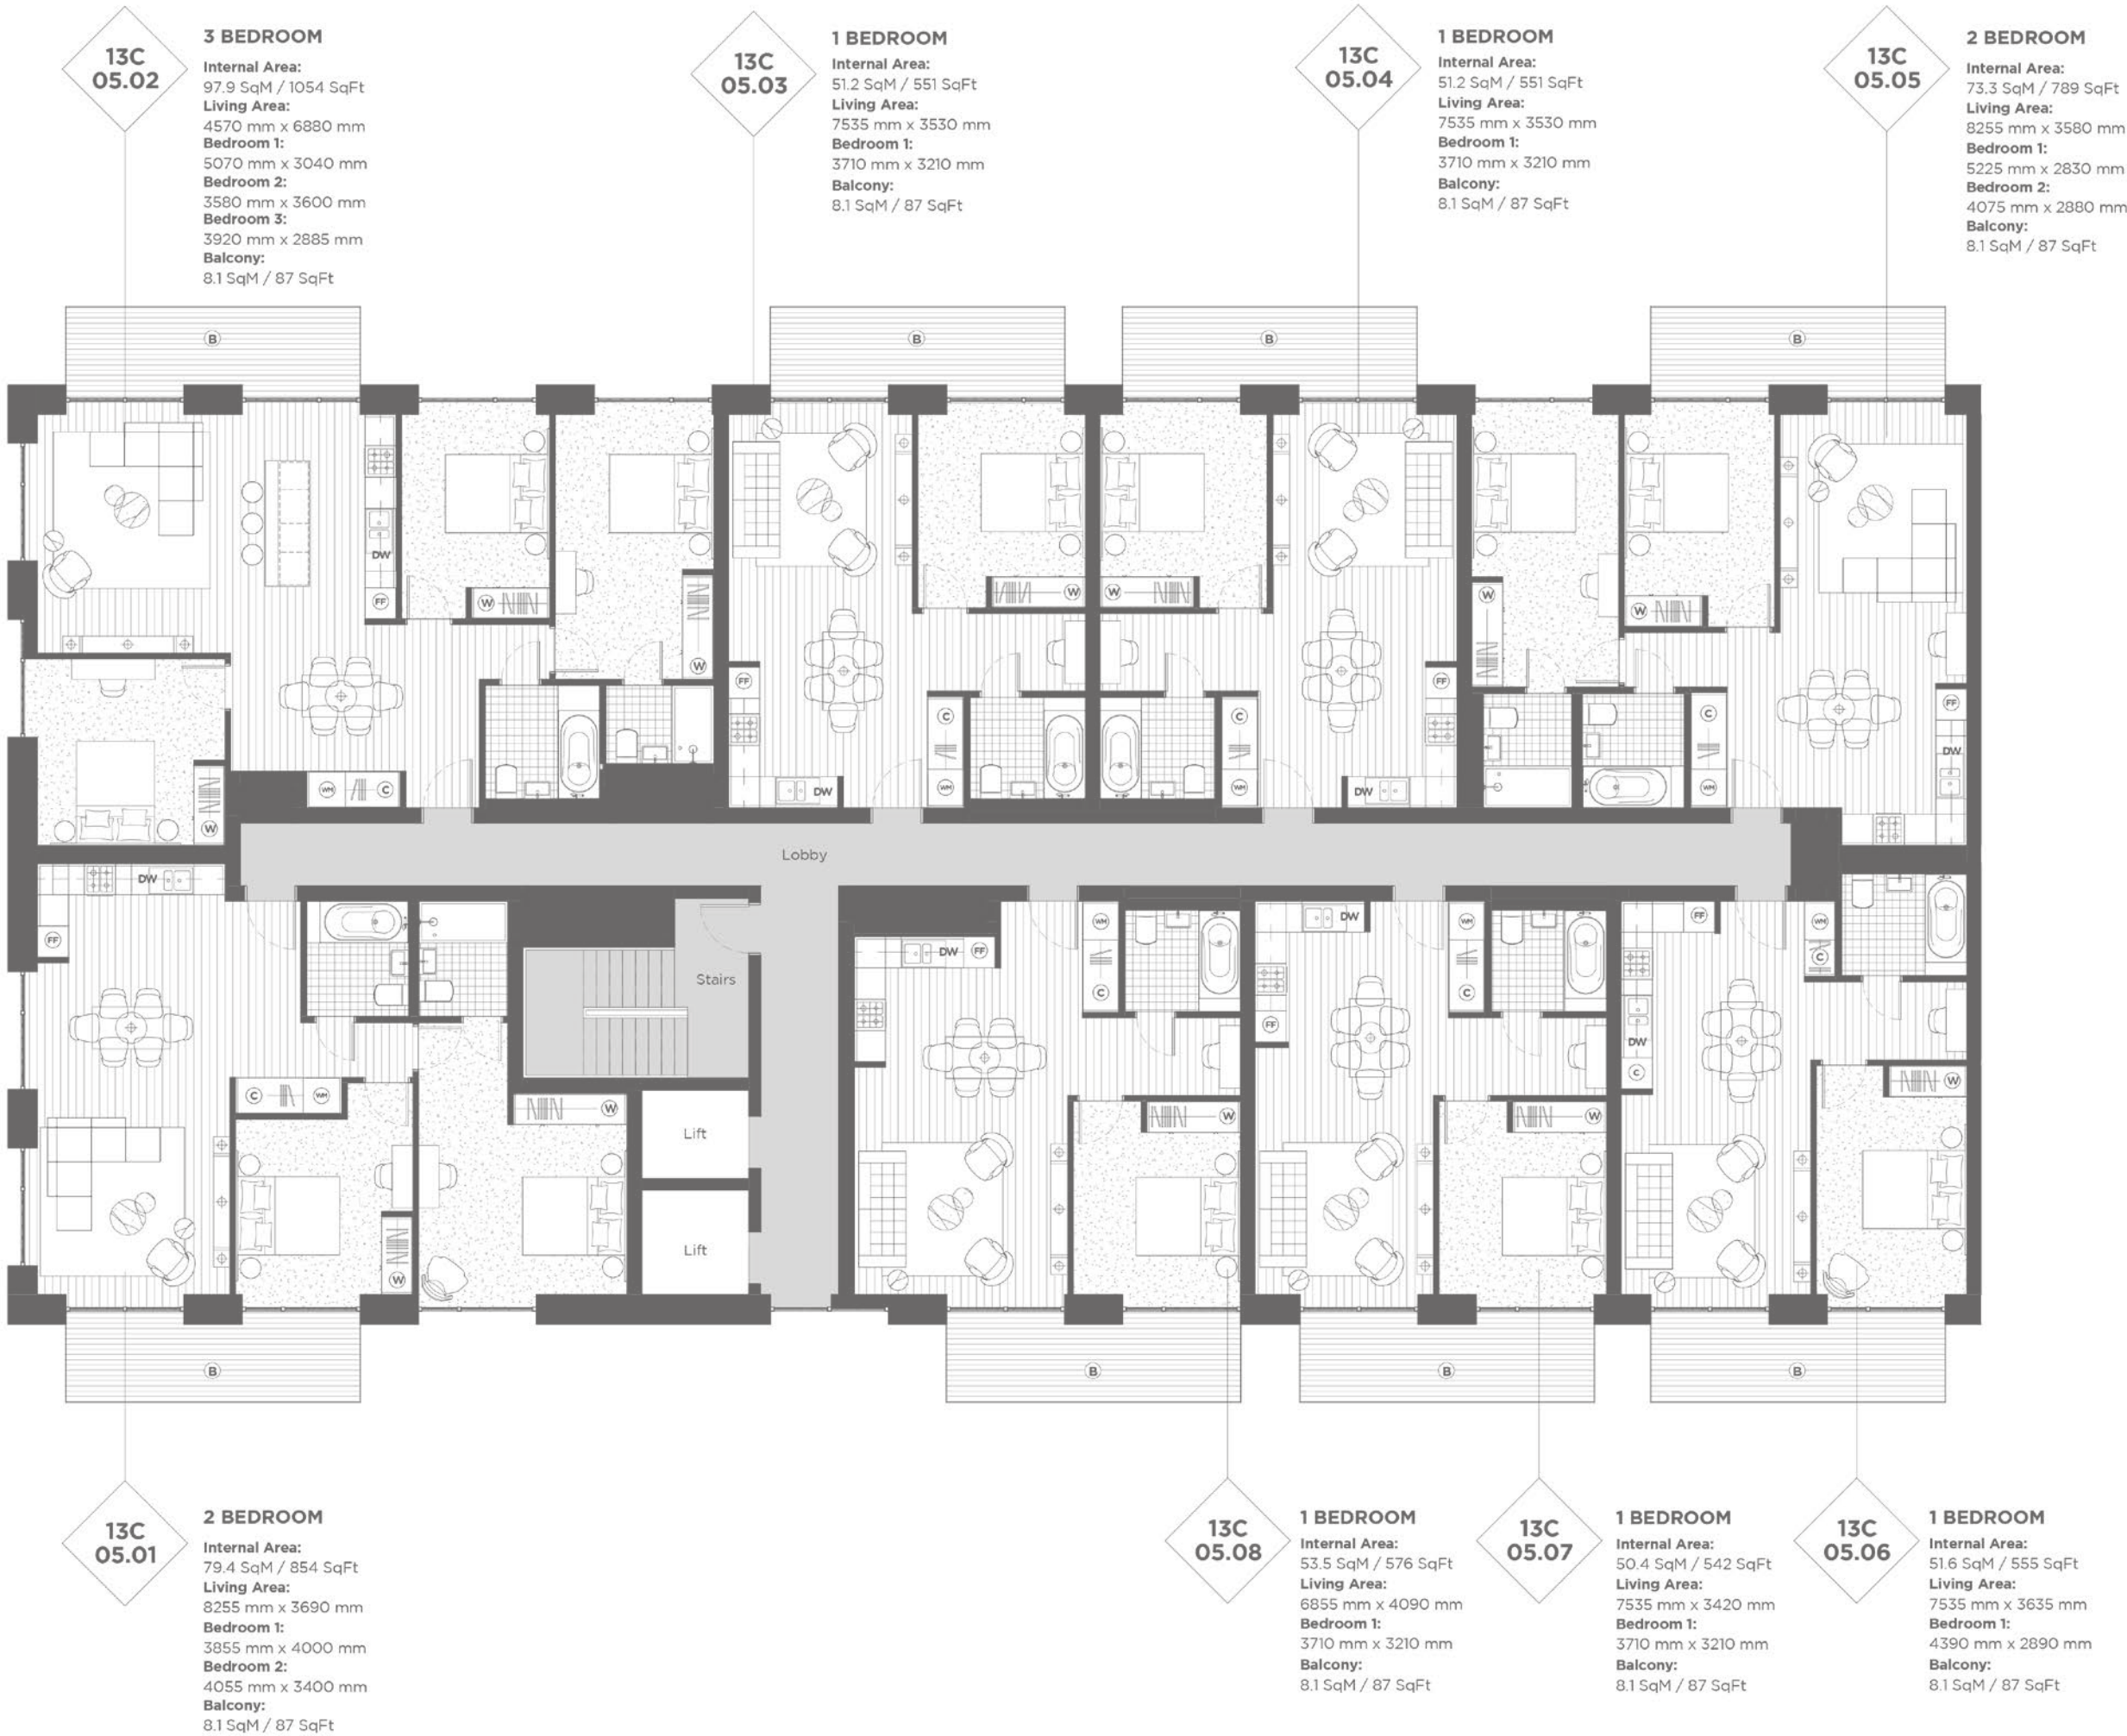 13C
05.02
3 BEDROOM
Internal Area:
97.9 SqM / 1054 SqFt
Living Area:
4570 mm x 6880 mm
Bedroom 1:
5070 mm x 3040 mm
Bedroom 2:
3580 mm x 3600 mm
Bedroom 3:
3920 mm x 2885 mm
Balcony:
8.1 SqM / 87 SqFt
13C
05.03
1 BEDROOM
Internal Area:
51.2 SqM / 551 SqFt
Living Area:
7535 mm x 3530 mm
Bedroom 1:
3710 mm x 3210 mm
Balcony:
8.1 SqM / 87 SqFt
13C
05.04
1 BEDROOM
Internal Area:
51.2 SqM / 551 SqFt
Living Area:
7535 mm x 3530 mm
Bedroom 1:
3710 mm x 3210 mm
Balcony:
8.1 SqM / 87 SqFt
13C
05.05
2 BEDROOM
Internal Area:
73.3 SqM / 789 SqFt
Living Area:
8255 mm x 3580 mm
Bedroom 1:
5225 mm x 2830 mm
Bedroom 2:
4075 mm x 2880 mm
Balcony:
8.1 SqM / 87 SqFt
B
B
B
B
DW
FF
W
W
W
W
W
W
FF
FF
FF
WM
C
W
DW
C
WM
C
WM
DW
C
WM
DW
Lobby
DW
FF
Stairs
C
WM
W
W
Lift
Lift
DW
FF
WM
C
W
DW
FF
WM
C
W
FF
DW
C
WM
C
W
B
B
B
B
13C
05.01
2 BEDROOM
Internal Area:
79.4 SqM / 854 SqFt
Living Area:
8255 mm x 3690 mm
Bedroom 1:
3855 mm x 4000 mm
Bedroom 2:
4055 mm x 3400 mm
Balcony:
8.1 SqM / 87 SqFt
13C
05.08
1 BEDROOM
Internal Area:
53.5 SqM / 576 SqFt
Living Area:
6855 mm x 4090 mm
Bedroom 1:
3710 mm x 3210 mm
Balcony:
8.1 SqM / 87 SqFt
13C
05.07
1 BEDROOM
Internal Area:
50.4 SqM / 542 SqFt
Living Area:
7535 mm x 3420 mm
Bedroom 1:
3710 mm x 3210 mm
Balcony:
8.1 SqM / 87 SqFt
13C
05.06
1 BEDROOM
Internal Area:
51.6 SqM / 555 SqFt
Living Area:
7535 mm x 3635 mm
Bedroom 1:
4390 mm x 2890 mm
Balcony:
8.1 SqM / 87 SqFt